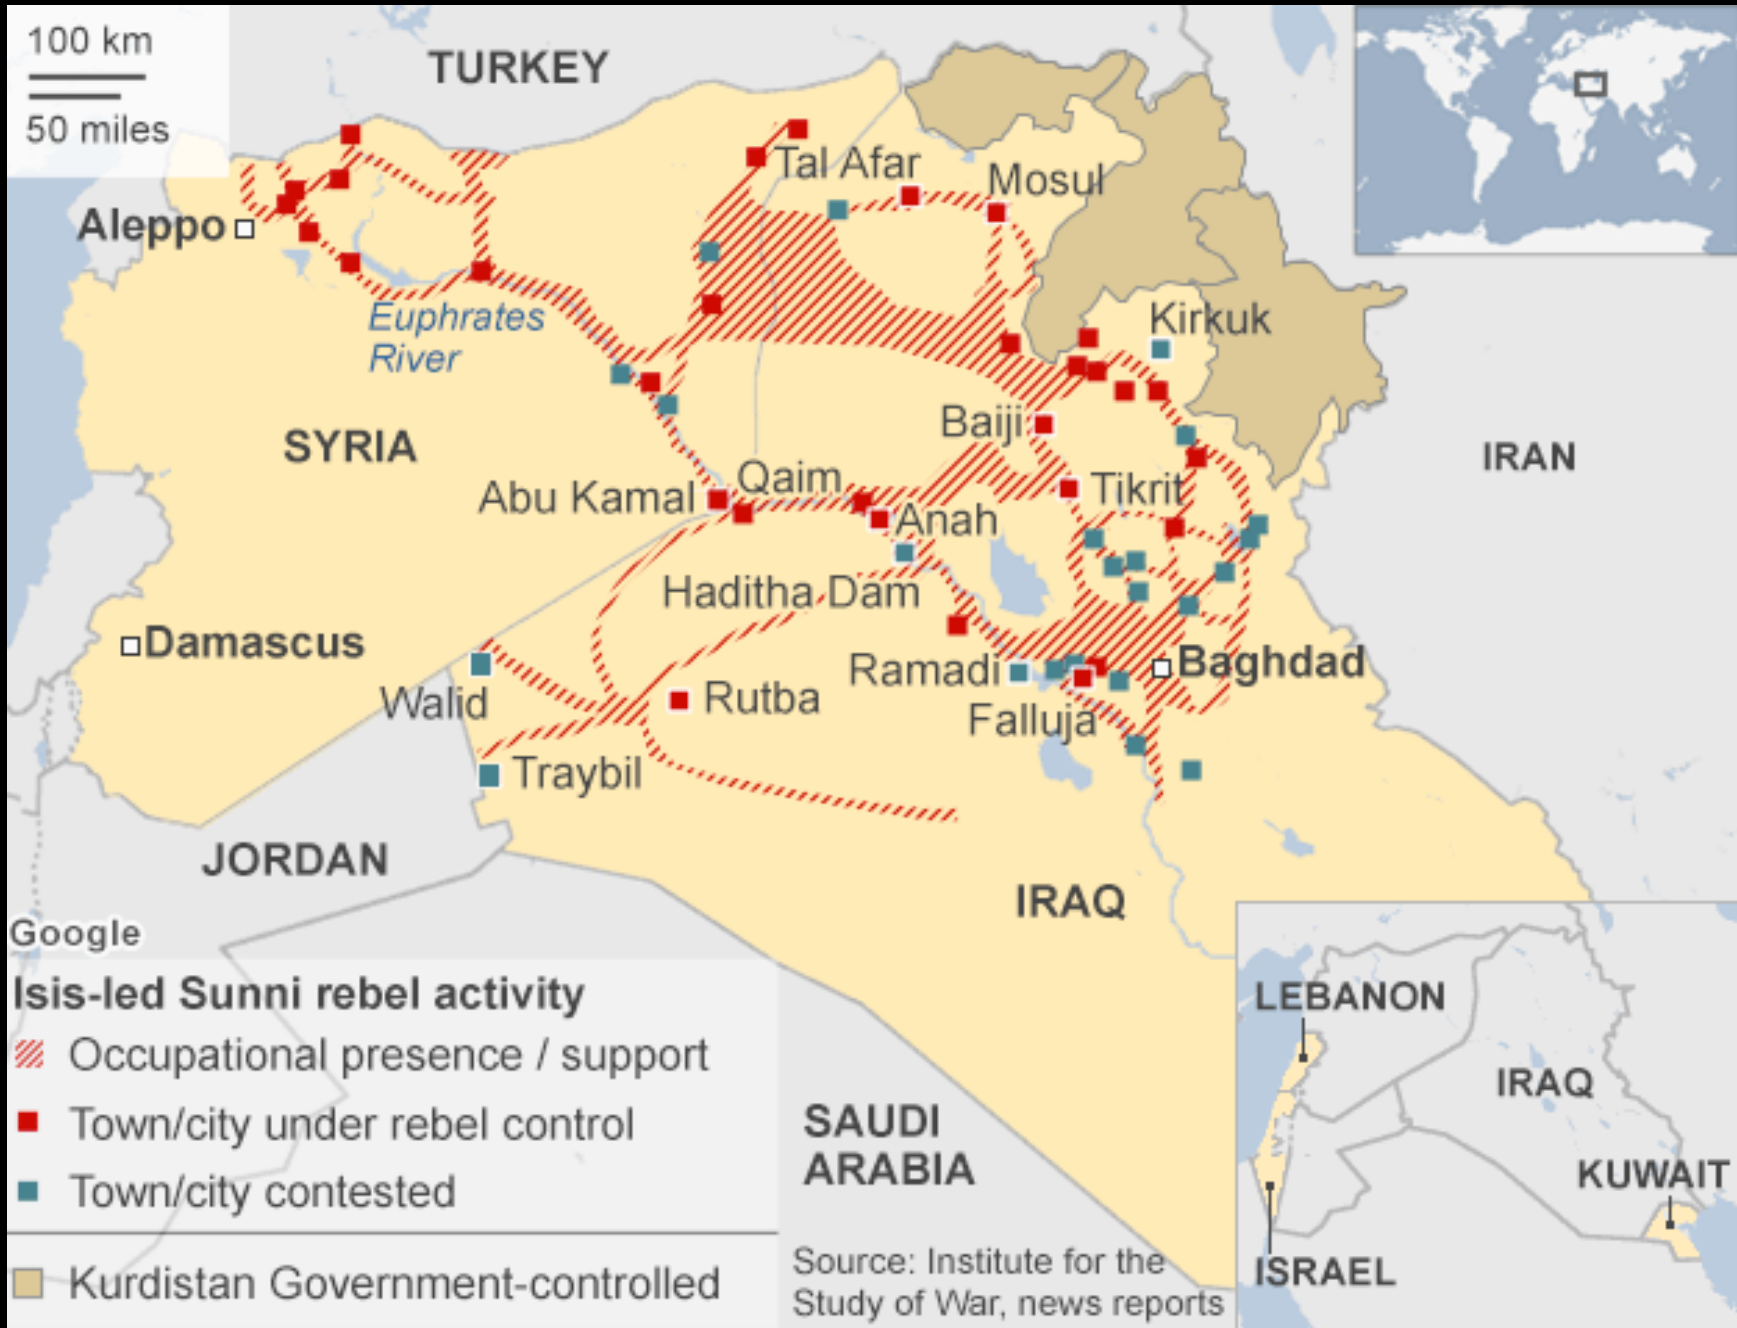 100 km
50 miles
TURKEY
Tal Afar
Mosul
Aleppo
Euphrates
River
Kirkuk
SYRIA
Baiji
IRAN
Abu Kamal
Qaim
Tikrit
Anah
Haditha Dam
Damascus
Ramadi
Baghdad
Walid
Rutba
Falluja
Traybil
JORDAN
IRAQ
Google
Isis-led Sunni rebel activity
Occupational presence / support
Town/city under rebel control
Town/city contested
Kurdistan Government-controlled
SAUDI
ARABIA
Source: Institute for the
Study of War, news reports
LEBANON
IRAQ
KUWAIT
ISRAEL